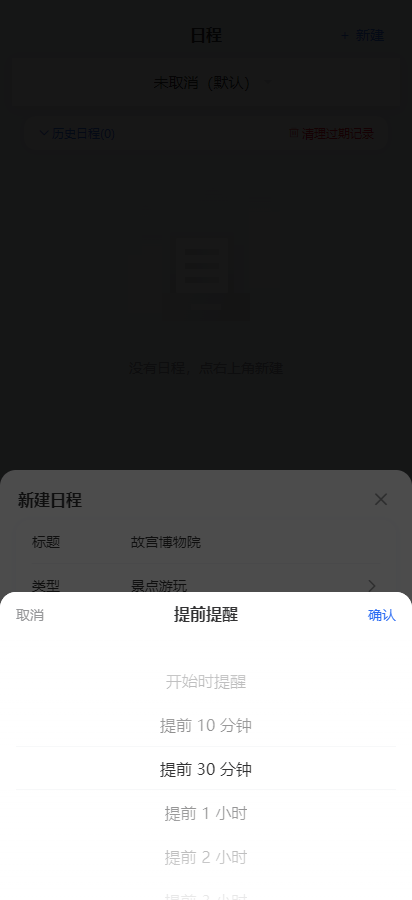 日程
+ 新建
未取消（默认）
历史日程(0)
清理过期记录
没有日程，点右上角新建
新建日程
标题 故宫博物院
类型 景点游玩
取消 提前提醒 确认
开始时提醒
提前 10 分钟
提前 30 分钟
提前 1 小时
提前 2 小时